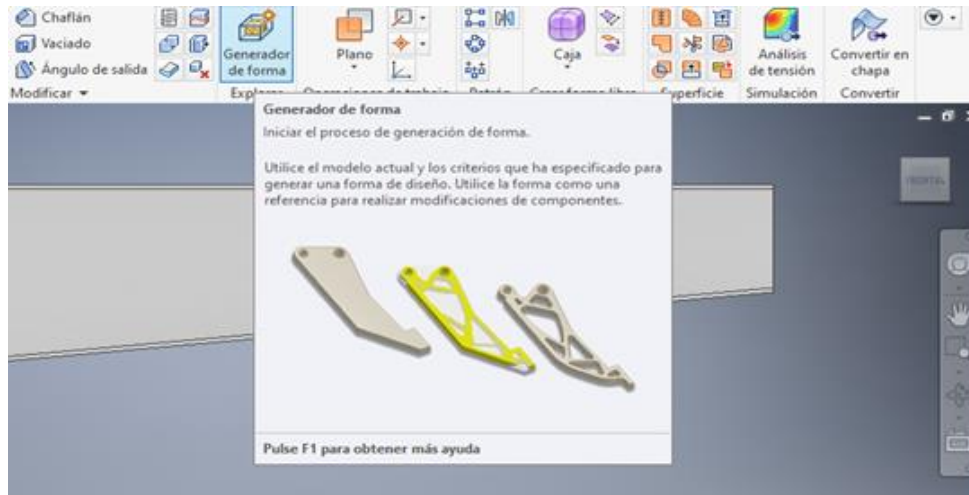 Chaflán
Vaciado
Ángulo de salida
Modificar
Generador
de forma
Plano
Caja
Análisis
de tensión
Convertir en
chapa
Superficie
Simulación
Convertir
Generador de forma
Iniciar el proceso de generación de forma.
Utilice el modelo actual y los criterios que ha especificado para
generar una forma de diseño. Utilice la forma como una
referencia para realizar modificaciones de componentes.
Pulse F1 para obtener más ayuda